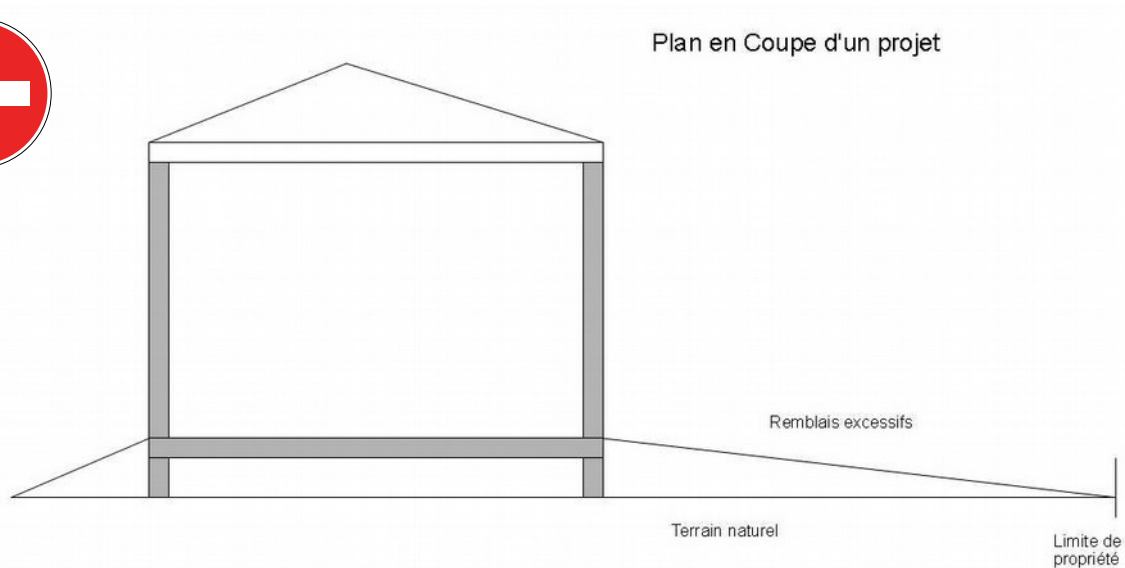 Plan en Coupe d'un projet
Remblais excessifs
Terrain naturel
Limite de
propriété